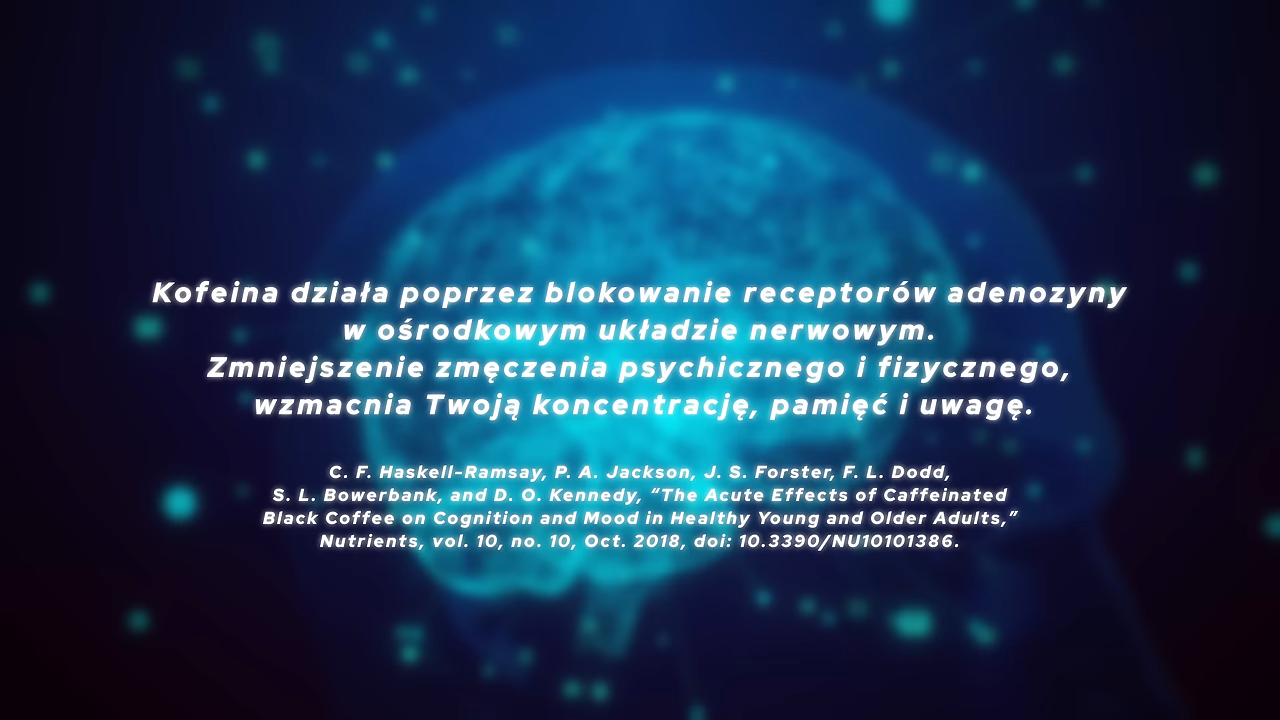 Kofeina działa poprzez blokowanie receptorów adenozyny
w ośrodkowym układzie nerwowym.
Zmniejszenie zmęczenia psychicznego i fizycznego,
wzmacnia Twoją koncentrację, pamięć i uwagę.
C. F. Haskell-Ramsay, P. A. Jackson, J. S. Forster, F. L. Dodd,
S. L. Bowerbank, and D. O. Kennedy, “The Acute Effects of Caffeinated
Black Coffee on Cognition and Mood in Healthy Young and Older Adults,”
Nutrients, vol. 10, no. 10, Oct. 2018, doi: 10.3390/NU10101386.